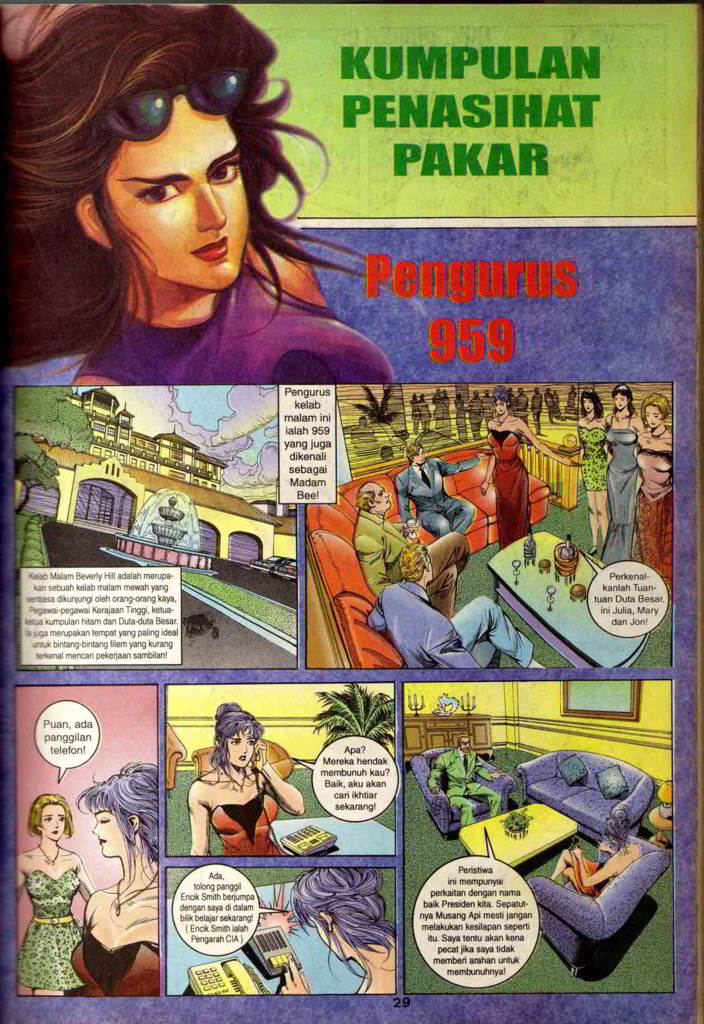 KUMPULAN
PENASIHAT
PAKAR
Pengurus
959
Pengurus
kelab
malam ini
ialah 959
yang juga
dikenali
sebagai
Madam
Bee!
Kelab Malam Beverly Hill adalah merupa-
kan sebuah kelab malam mewah yang
sentiasa dikunjungi oleh orang-orang kaya,
Pegawai-pegawai Kerajaan Tinggi, ketua-
ketua kumpulan hitam dan Duta-duta Besar.
Ia juga merupakan tempat yang paling ideal
untuk bintang-bintang filem yang kurang
terkenal mencari pekerjaan sambilan!
Perkenal-
kanlah Tuan-
tuan Duta Besar,
ini Julia, Mary
dan Jon!
Puan, ada
panggilan
telefon!
Apa?
Mereka hendak
membunuh kau?
Baik, aku akan
cari ikhtiar
sekarang!
Ada,
tolong panggil
Encik Smith berjumpa
dengan saya di dalam
bilik belajar sekarang!
( Encik Smith ialah
Pengarah CIA )
Peristiwa
ini mempunyai
perkaitan dengan nama
baik Presiden kita. Sepatut-
nya Musang Api mesti jangan
melakukan kesilapan seperti
itu. Saya tentu akan kena
pecat jika saya tidak
memberi arahan untuk
membunuhnya!
29